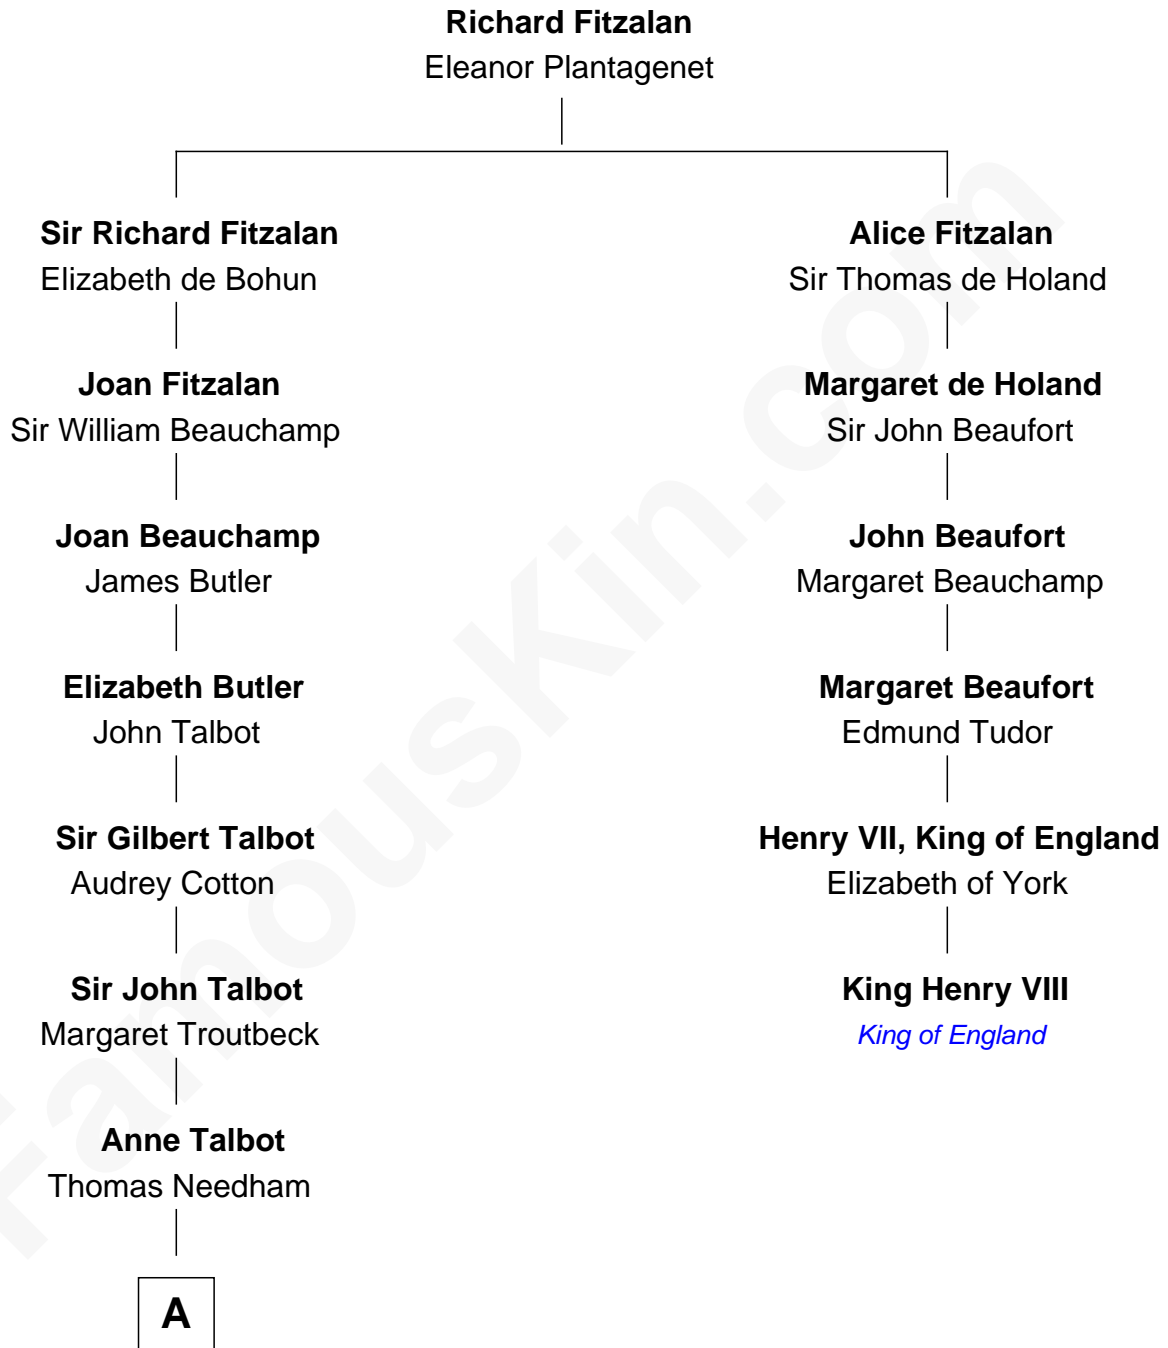 Richard Fitzalan
Eleanor Plantagenet
Sir Richard Fitzalan
Elizabeth de Bohun
Joan Fitzalan
Sir William Beauchamp
Joan Beauchamp
James Butler
Elizabeth Butler
John Talbot
Sir Gilbert Talbot
Audrey Cotton
Sir John Talbot
Margaret Troutbeck
Anne Talbot
Thomas Needham
A
Alice Fitzalan
Sir Thomas de Holand
Margaret de Holand
Sir John Beaufort
John Beaufort
Margaret Beauchamp
Margaret Beaufort
Edmund Tudor
Henry VII, King of England
Elizabeth of York
King Henry VIII
King of England
FamousKin.com